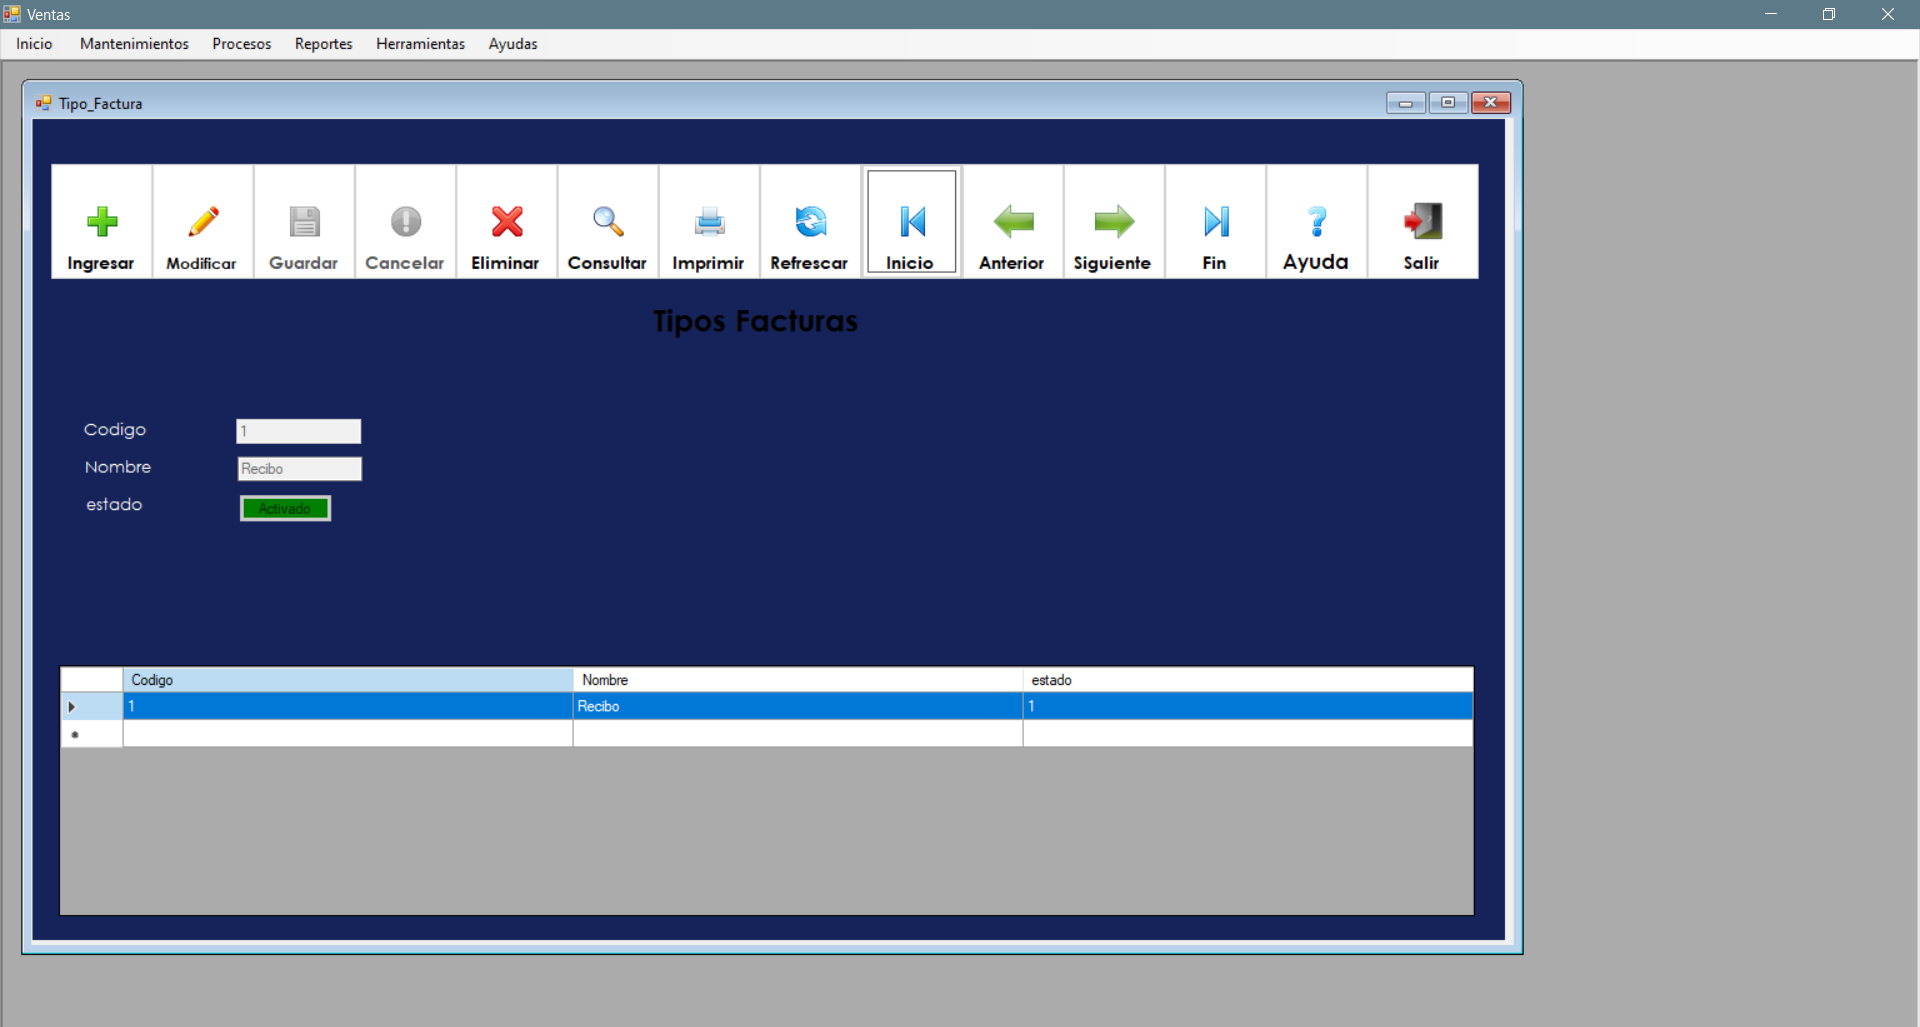 Ventas
Inicio Mantenimientos Procesos Reportes Herramientas Ayudas
Tipo_Factura
Ingresar Modificar Guardar Cancelar Eliminar Consultar Imprimir Refrescar Inicio Anterior Siguiente Fin Ayuda Salir
Tipos Facturas
Codigo 1
Nombre Recibo
estado Activado
Codigo Nombre estado
1 Recibo 1